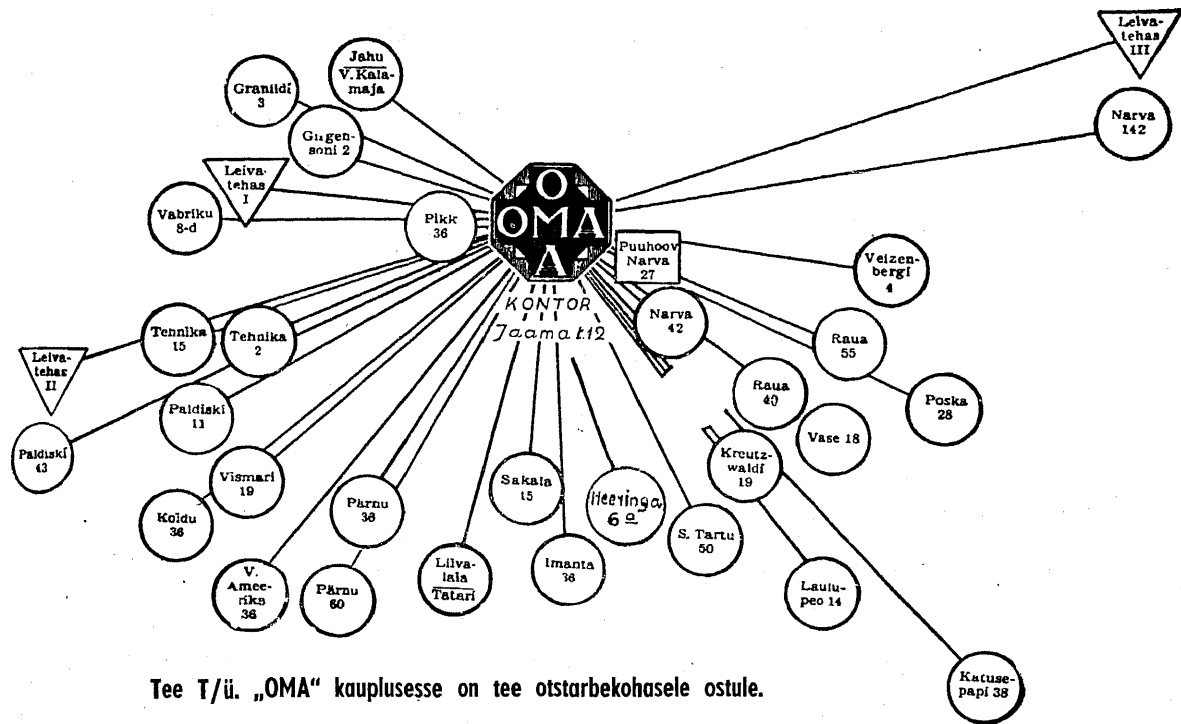 Leiva-
tehas
III
Jahu
V. Kala-
maja
Graniidi
3
Narva
142
Girgen-
soni 2
Leiva-
tehas
I
Vabriku
8-d
Pikk
36
O
OMA
A
Puuhoov
Narva
27
Veizen-
bergi
4
KONTOR
Jaama t.12
Narva
42
Tehnika
15
Tehnika
2
Raua
55
Leiva-
tehas
II
Raua
40
Poska
28
Paldiski
11
Paldiski
43
Vase 18
Kreutz-
waldi
19
Vismari
19
Koidu
36
Pärnu
36
Sakala
15
Heeringa
6a
S. Tartu
50
V.
Ameerika
36
Pärnu
60
Liiva-
laia
Tatari
Imanta
36
Laulu-
peo 14
Katuse-
papi 38
Tee T/ü. „OMA“ kauplusesse on tee otstarbekohasele ostule.